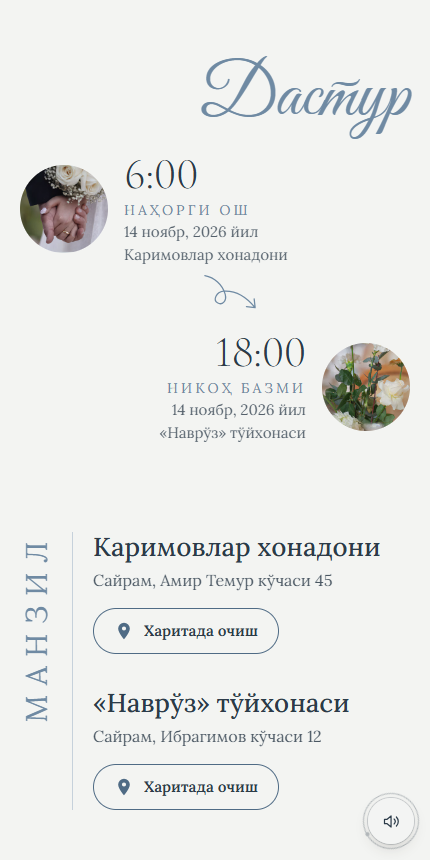 Дастур
6:00
НАҲОРГИ ОШ
14 ноябр, 2026 йил
Каримовлар хонадони
18:00
НИКОҲ БАЗМИ
14 ноябр, 2026 йил
«Наврўз» тўйхонаси
МАНЗИЛ
Каримовлар хонадони
Сайрам, Амир Темур кўчаси 45
Харитада очиш
«Наврўз» тўйхонаси
Сайрам, Ибрагимов кўчаси 12
Харитада очиш